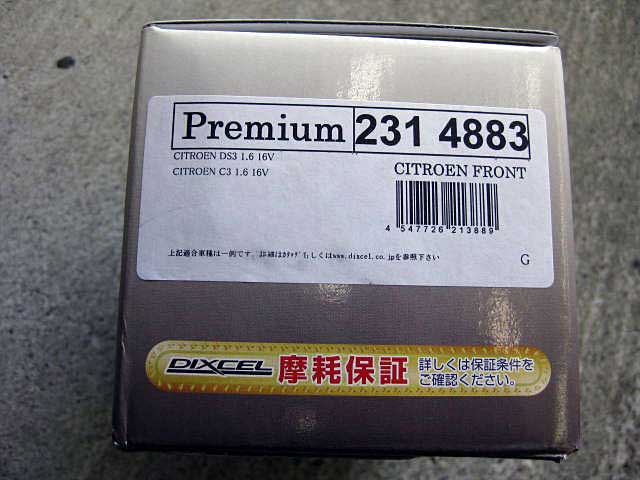 Premium 231 4883
CITROEN DS3 1.6 16V
CITROEN C3 1.6 16V
CITROEN FRONT
4 547726 213889
上記適合車種は一例です。詳細はｶﾀﾛｸﾞもしくはwww.dixcel.co.jpを参照下さい
G
DIXCEL 摩耗保証 詳しくは保証条件を
ご確認ください。